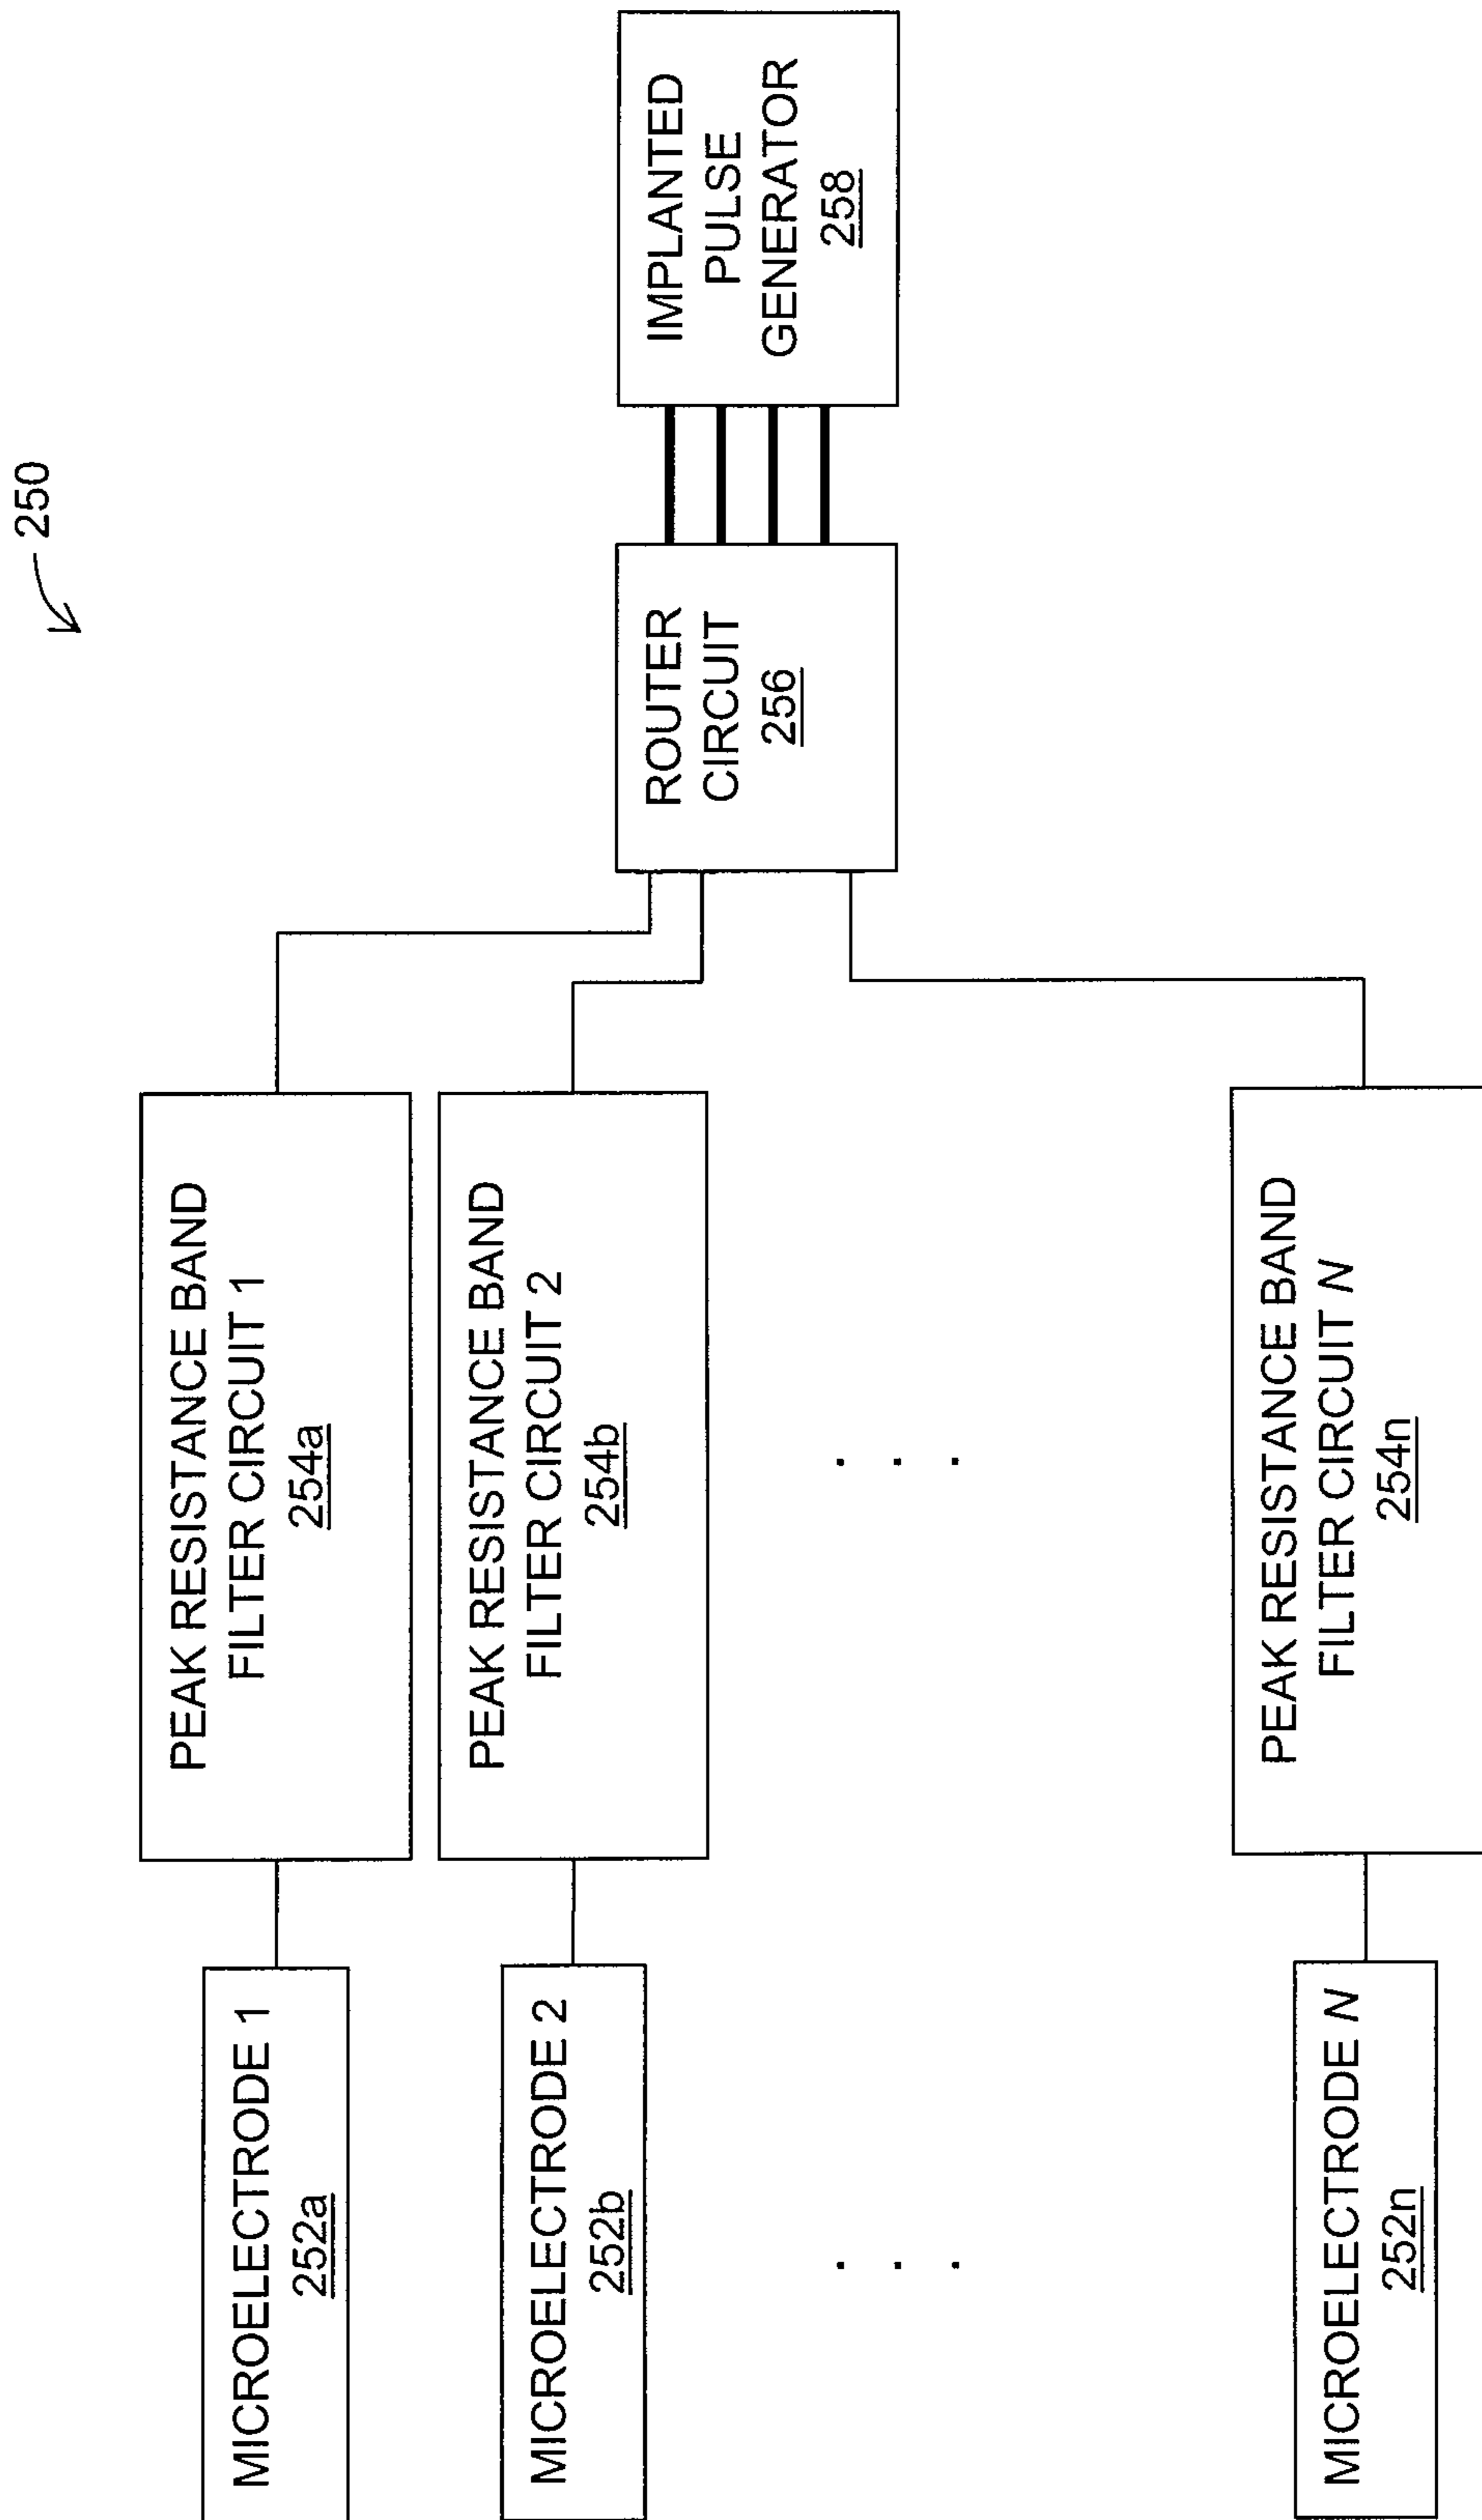 250
MICROELECTRODE 1
252a
PEAK RESISTANCE BAND
FILTER CIRCUIT 1
254a
MICROELECTRODE 2
252b
PEAK RESISTANCE BAND
FILTER CIRCUIT 2
254b
ROUTER
CIRCUIT
256
IMPLANTED
PULSE
GENERATOR
258
. . .
. . .
MICROELECTRODE N
252n
PEAK RESISTANCE BAND
FILTER CIRCUIT N
254n